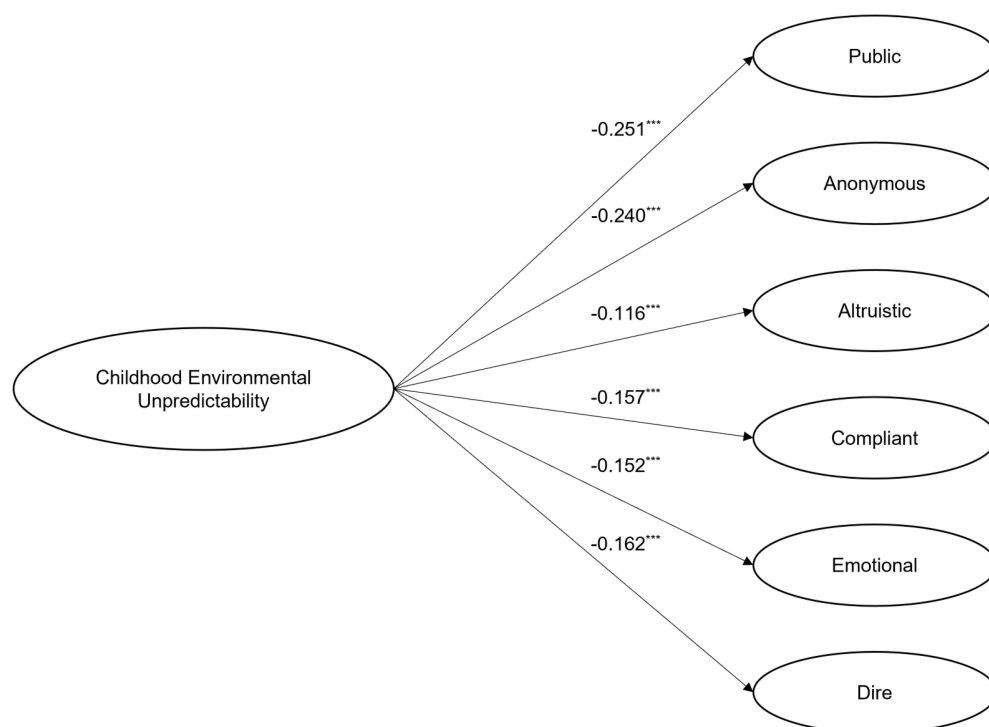 Public
-0.251***
Anonymous
-0.240***
Altruistic
-0.116***
Childhood Environmental
Unpredictability
-0.157***
Compliant
-0.152***
Emotional
-0.162***
Dire